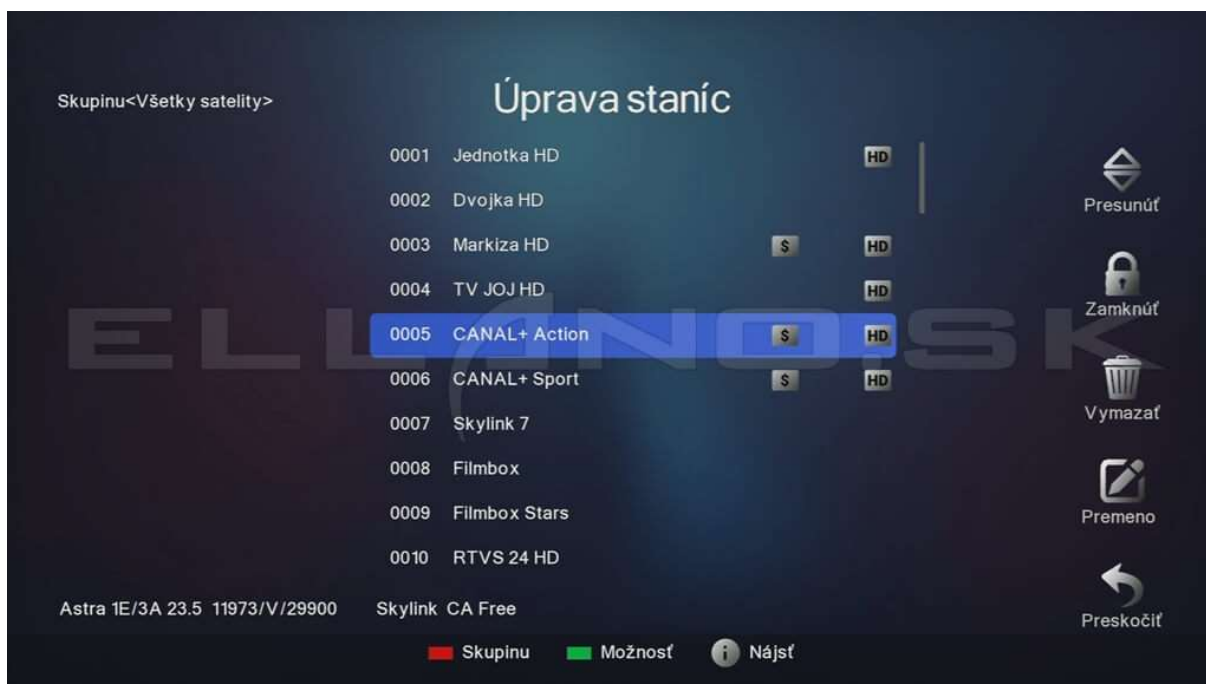 Skupinu<Všetky satelity>
Úprava staníc
0001 Jednotka HD HD
0002 Dvojka HD
0003 Markiza HD $ HD
0004 TV JOJ HD HD
0005 CANAL+ Action $ HD
0006 CANAL+ Sport $ HD
0007 Skylink 7
0008 Filmbox
0009 Filmbox Stars
0010 RTVS 24 HD
Presunúť
Zamknúť
Vymazať
Premeno
Preskočiť
ELLANO.SK
Astra 1E/3A 23.5 11973/V/29900 Skylink CA Free
Skupinu Možnosť i Nájsť